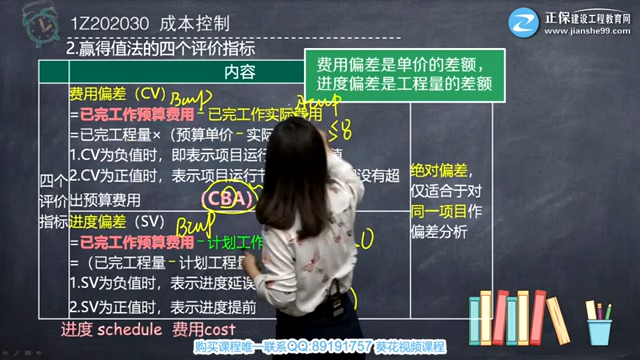 1Z202030 成本控制
正保建设工程教育网
www.jianshe99.com
2.赢得值法的四个评价指标
费用偏差是单价的差额，
进度偏差是工程量的差额
内容
四个
评价
指标
费用偏差（CV）
=已完工作预算费用-已完工作实际费用
=已完工程量×（预算单价-实际
1.CV为负值时，即表示项目运行
2.CV为正值时，表示项目运行节
没有超
出预算费用
(CBA)
进度偏差（SV）
=已完工作预算费用-计划工作
=（已完工程量-计划工程量
1.SV为负值时，表示进度延误
2.SV为正值时，表示进度提前
绝对偏差，
仅适合于对
同一项目作
偏差分析
进度 schedule 费用cost
购买课程唯一联系QQ:89191757 葵花视频课程